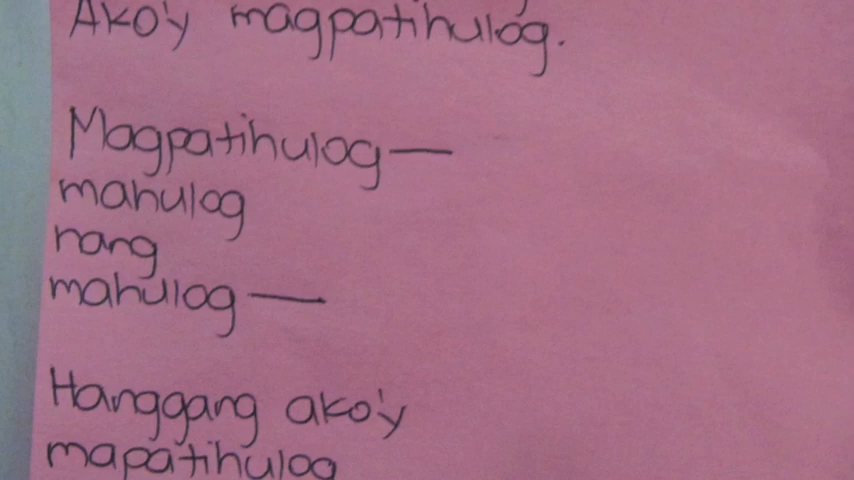 Ako'y magpatihulog.
Magpatihulog —
mahulog
nang
mahulog —
Hanggang ako'y
mapatihulog